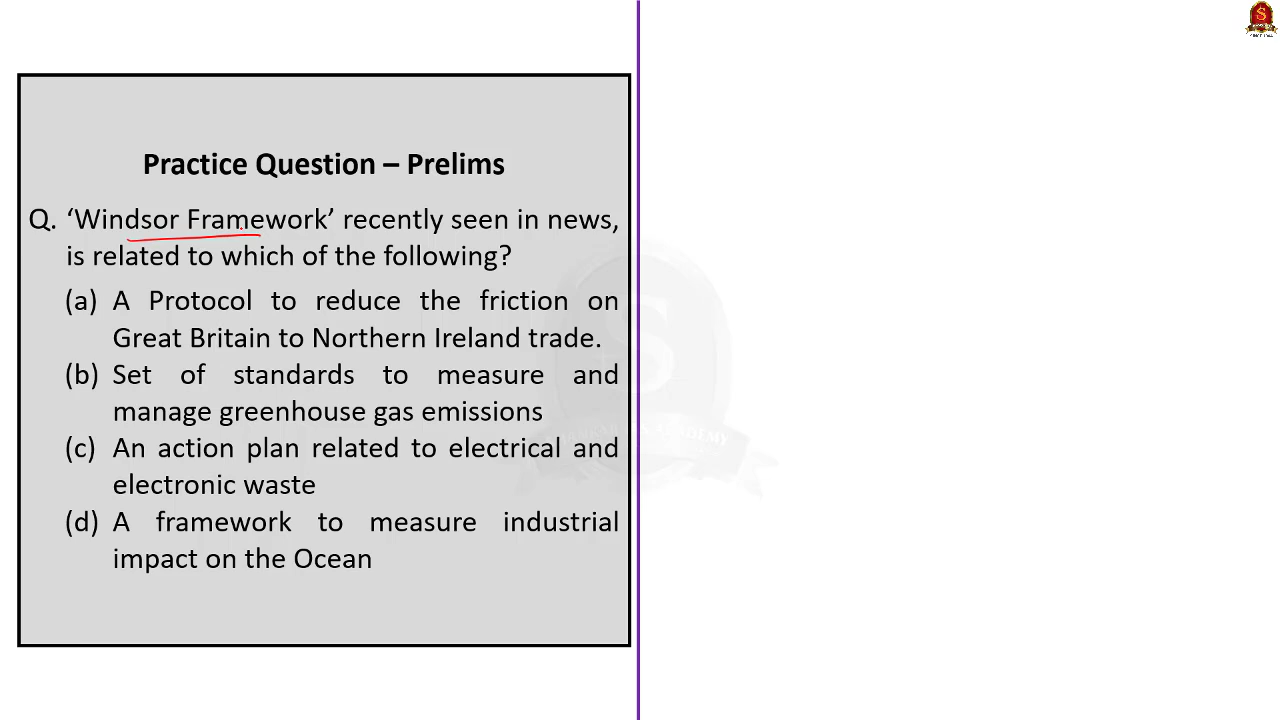 Practice Question – Prelims
Q. ‘Windsor Framework’ recently seen in news,
is related to which of the following?
(a) A Protocol to reduce the friction on
Great Britain to Northern Ireland trade.
(b) Set of standards to measure and
manage greenhouse gas emissions
(c) An action plan related to electrical and
electronic waste
(d) A framework to measure industrial
impact on the Ocean